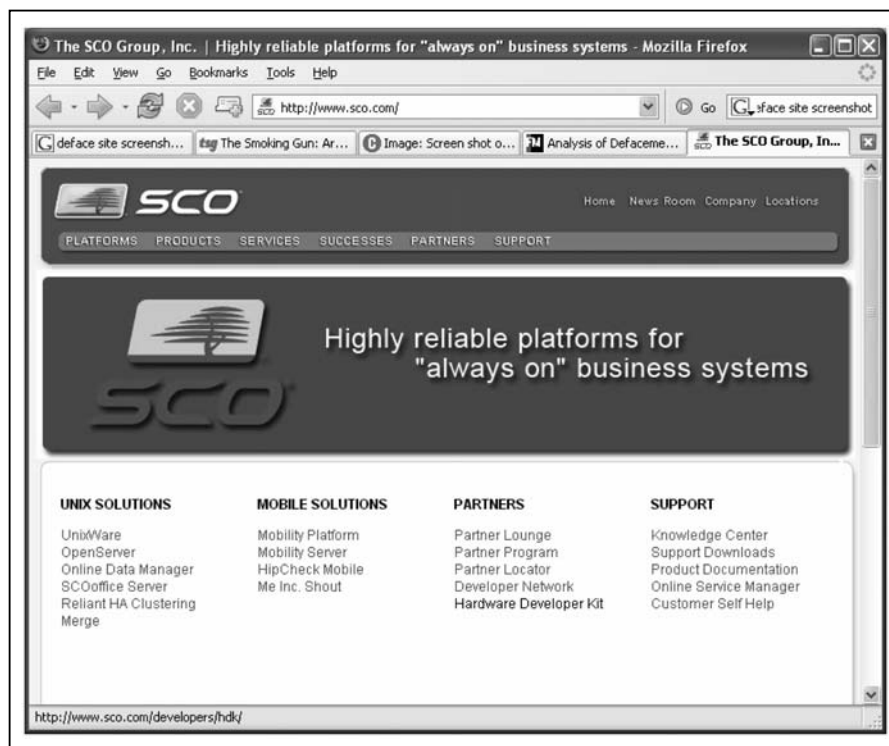 The SCO Group, Inc. | Highly reliable platforms for "always on" business systems - Mozilla Firefox
File Edit View Go Bookmarks Tools Help
SCO http://www.sco.com/ Go G face site screenshot
deface site screensh... tsg The Smoking Gun: Ar... Image: Screen shot o... Analysis of Defaceme... SCO The SCO Group, In...
SCO
Home News Room Company Locations
PLATFORMS PRODUCTS SERVICES SUCCESSES PARTNERS SUPPORT
SCO
Highly reliable platforms for
"always on" business systems
UNIX SOLUTIONS
UnixWare
OpenServer
Online Data Manager
SCOoffice Server
Reliant HA Clustering
Merge
MOBILE SOLUTIONS
Mobility Platform
Mobility Server
HipCheck Mobile
Me Inc. Shout
PARTNERS
Partner Lounge
Partner Program
Partner Locator
Developer Network
Hardware Developer Kit
SUPPORT
Knowledge Center
Support Downloads
Product Documentation
Online Service Manager
Customer Self Help
http://www.sco.com/developers/hdk/